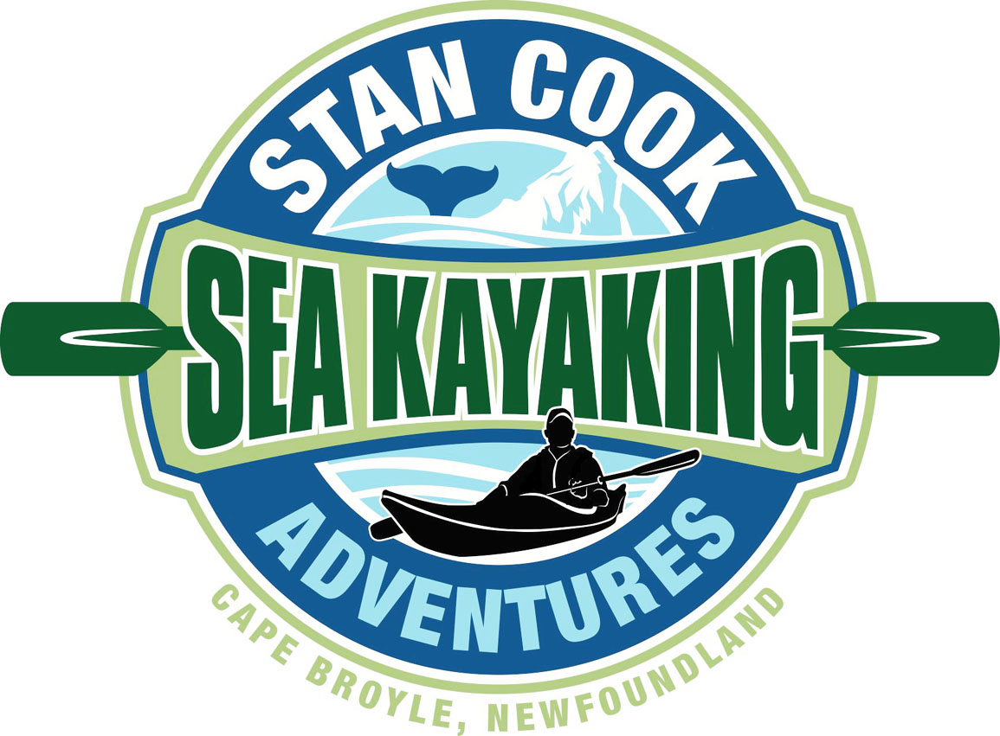 STAN COOK
SEA KAYAKING
ADVENTURES
CAPE BROYLE, NEWFOUNDLAND